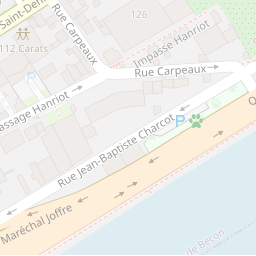 Saint-Den
Rue Carpeaux
126
112 Carats
Impasse Hanriot
Rue Carpeaux
Passage Hanriot
Rue Jean-Baptiste Charcot
P
Maréchal Joffre
de Bécon